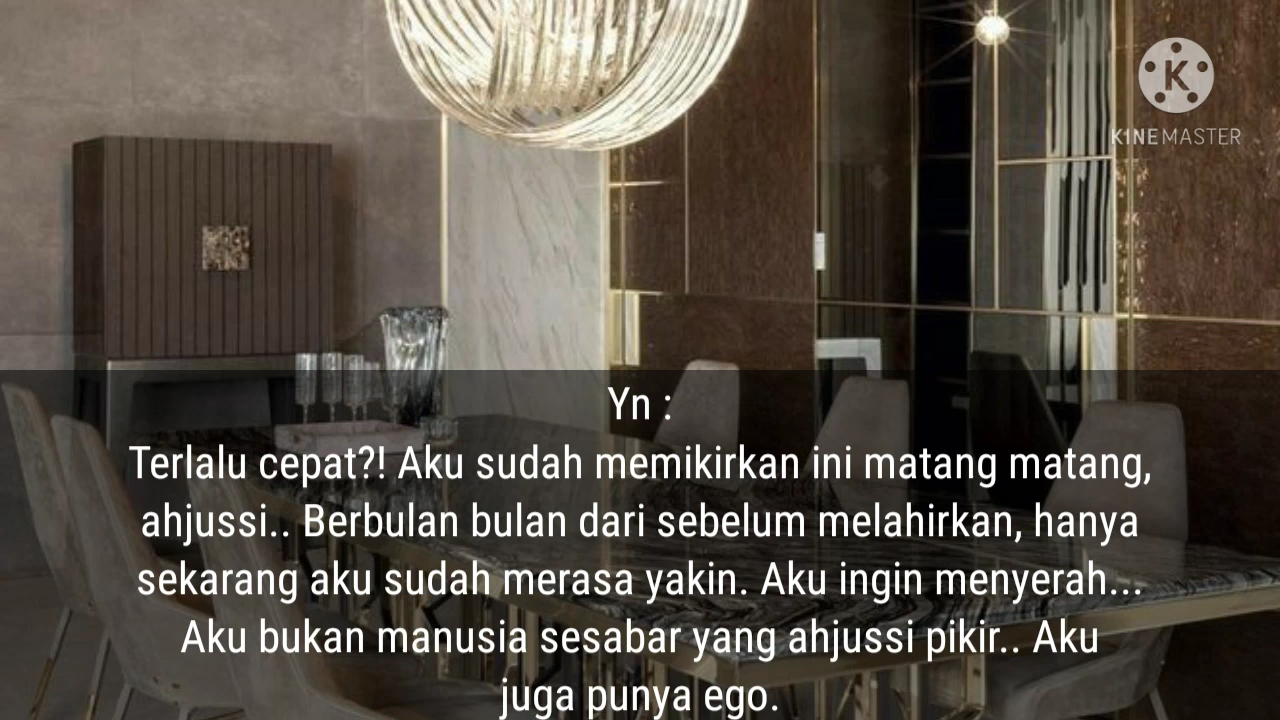 KINEMASTER
Yn :
Terlalu cepat?! Aku sudah memikirkan ini matang matang,
ahjussi.. Berbulan bulan dari sebelum melahirkan, hanya
sekarang aku sudah merasa yakin. Aku ingin menyerah...
Aku bukan manusia sesabar yang ahjussi pikir.. Aku
juga punya ego.